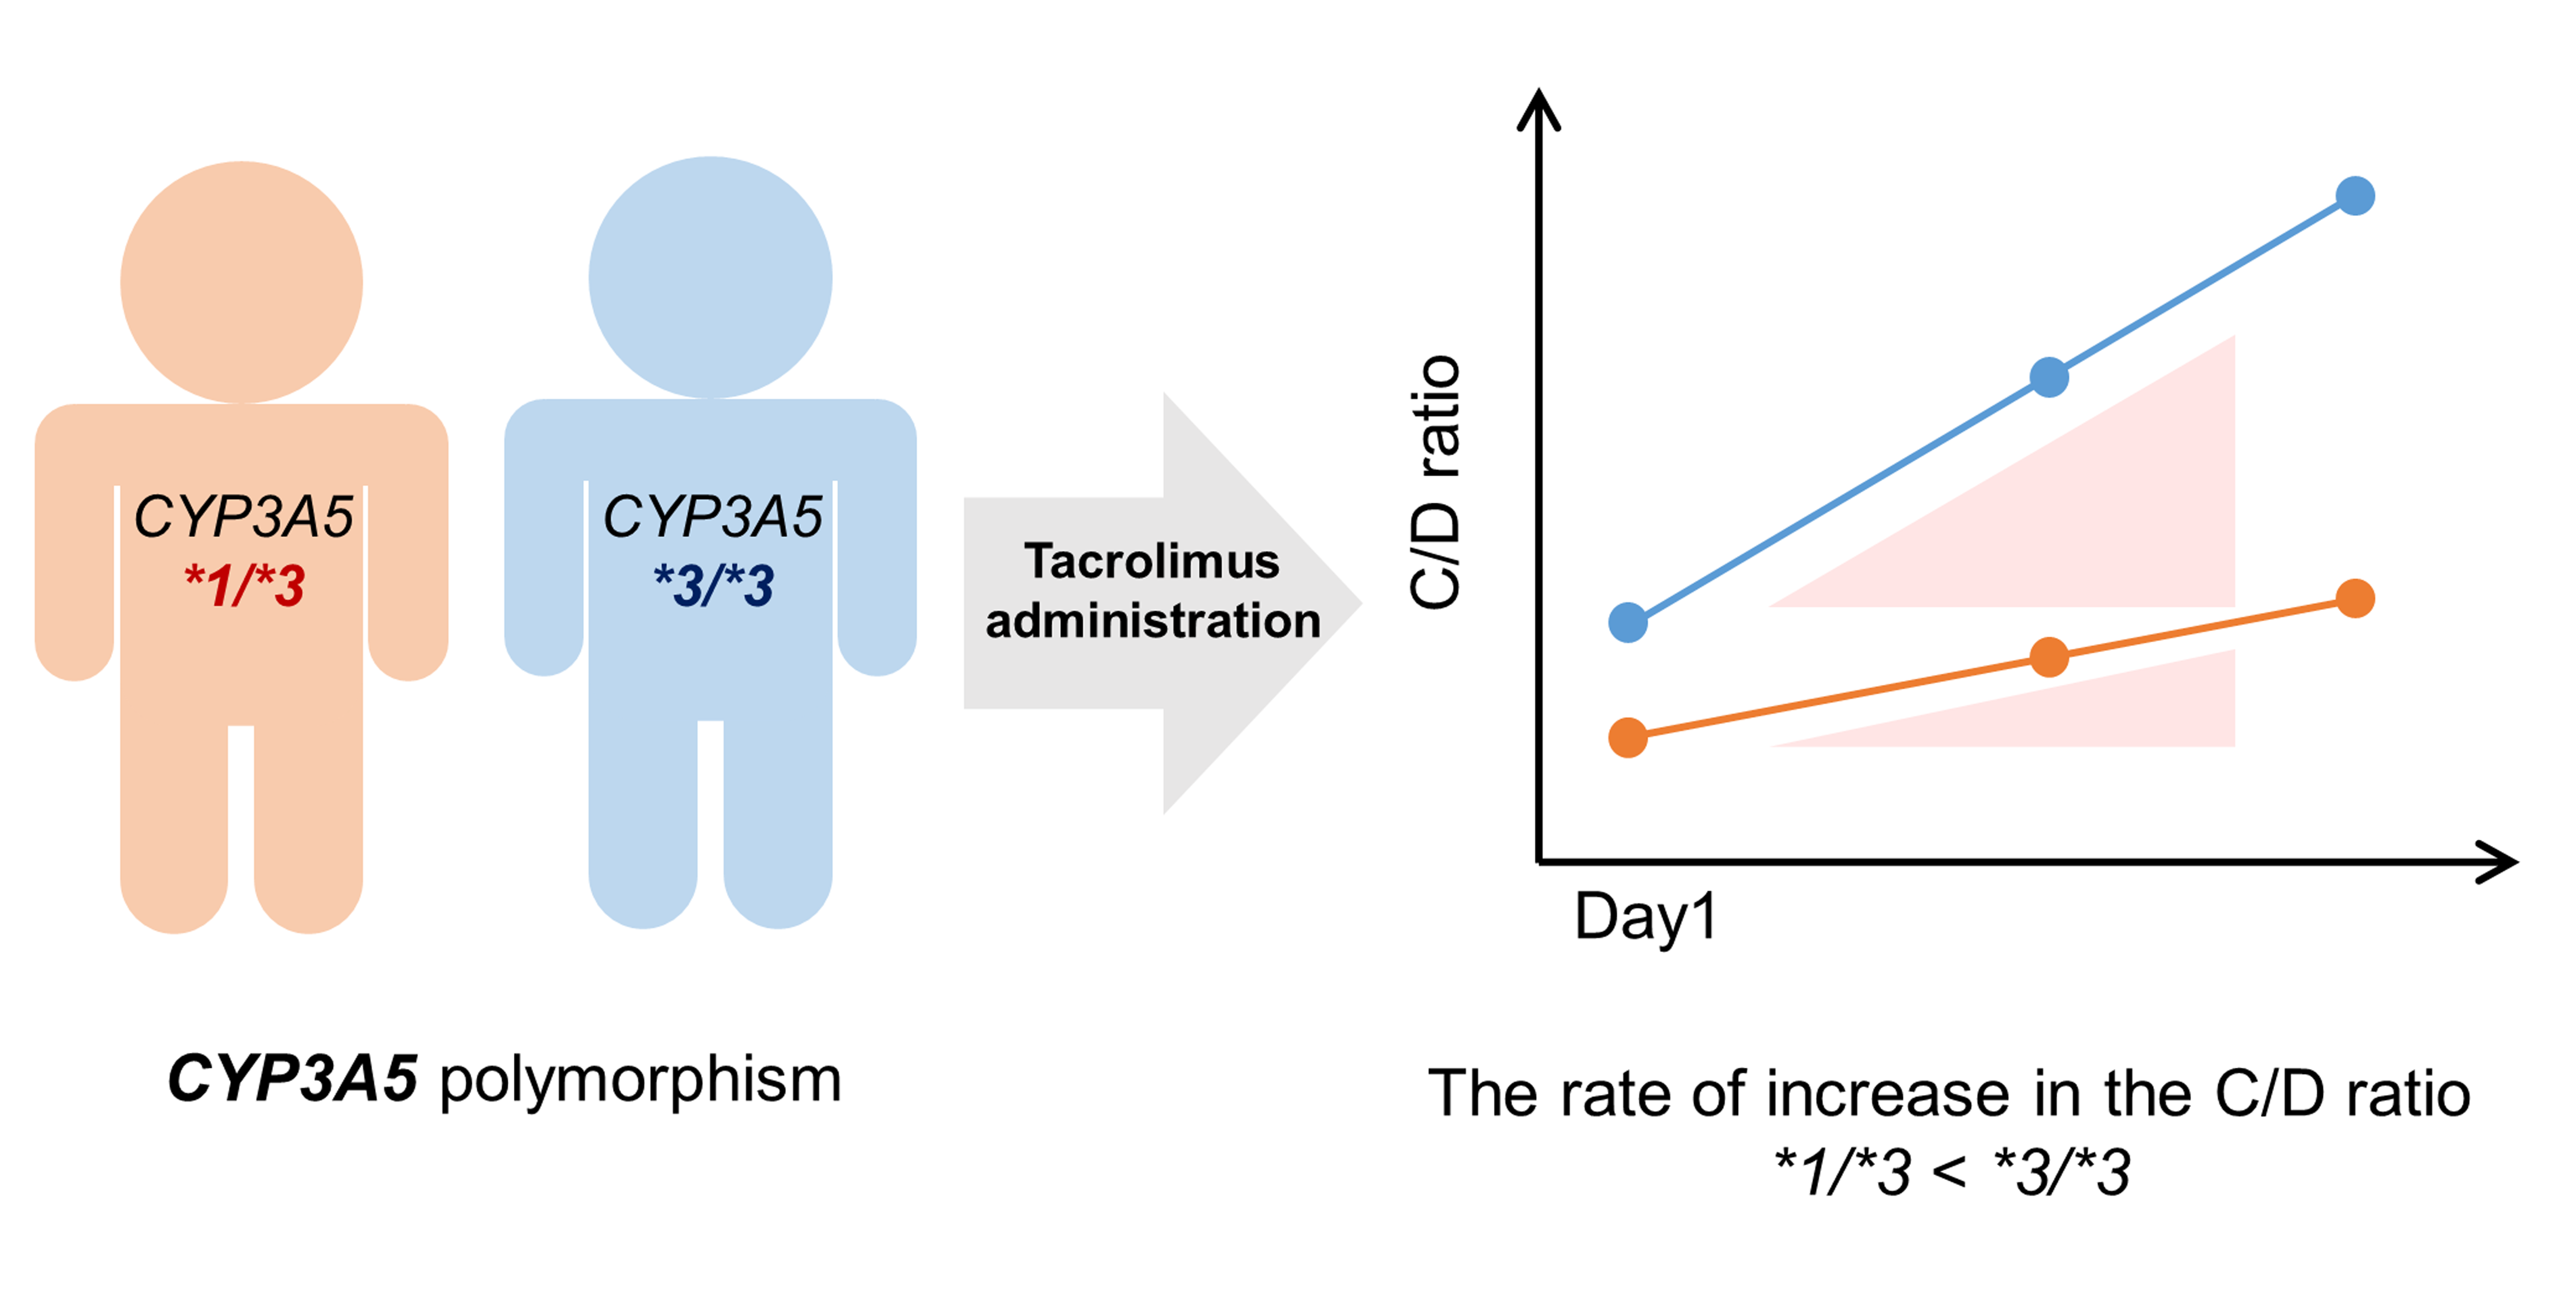 CYP3A5
*1/*3
CYP3A5
*3/*3
Tacrolimus
administration
C/D ratio
Day1
CYP3A5 polymorphism
The rate of increase in the C/D ratio
*1/*3 < *3/*3